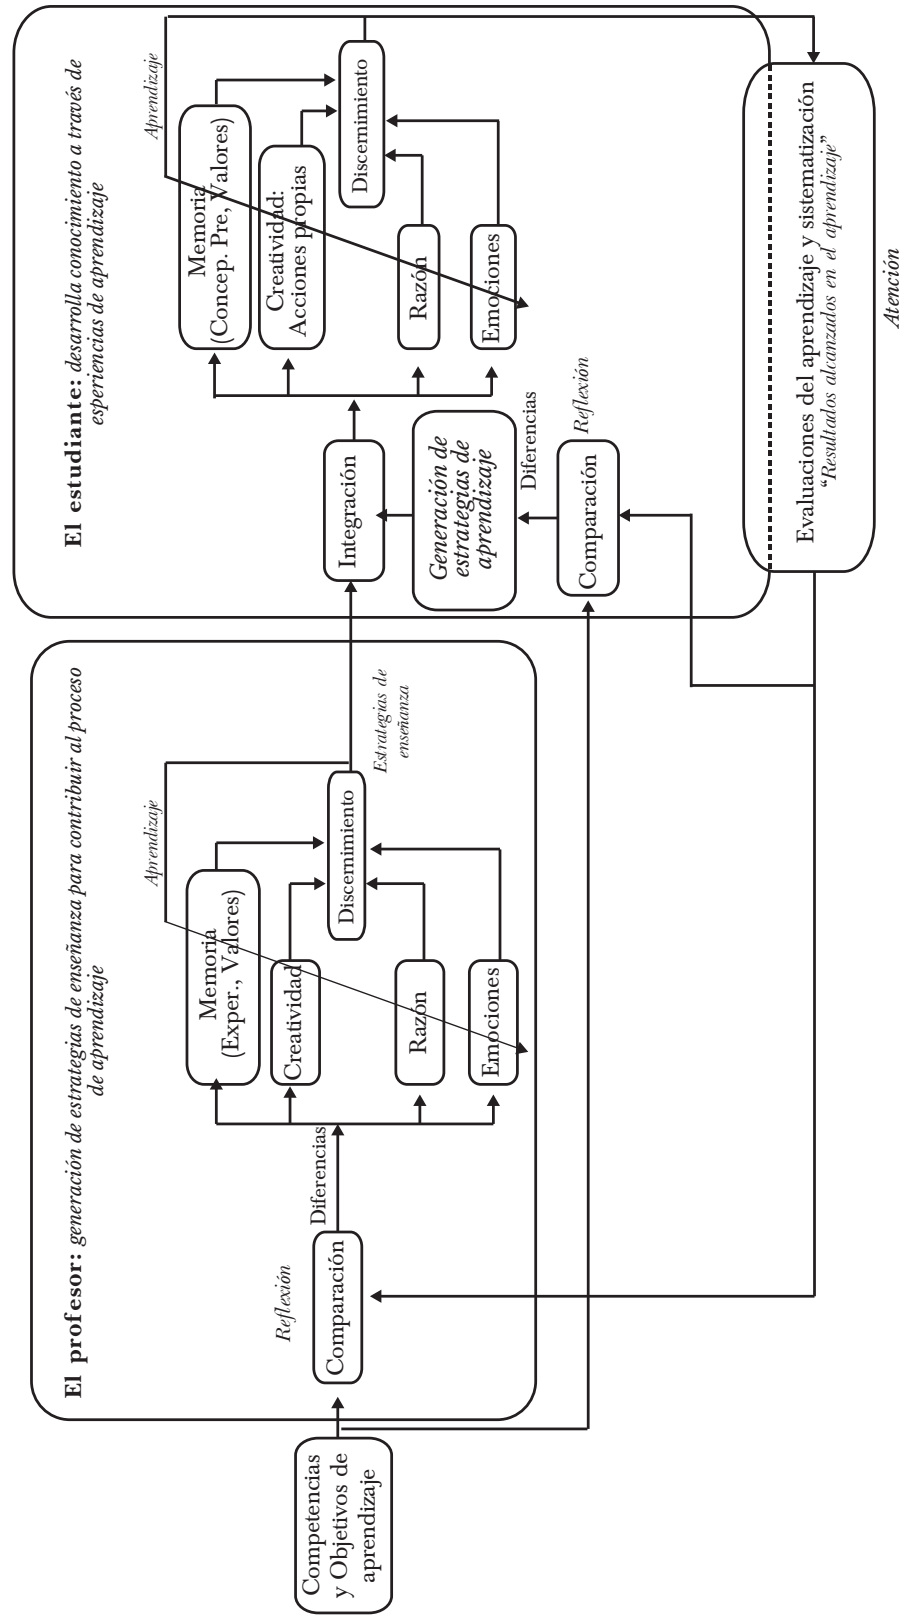 El profesor: generación de estrategias de enseñanza para contribuir al proceso
de aprendizaje
Competencias
y Objetivos de
aprendizaje
Reflexión
Comparación
Diferencias
Aprendizaje
Memoria
(Exper., Valores)
Creatividad
Razón
Emociones
Discernimiento
Estrategias de
enseñanza
El estudiante: desarrolla conocimiento a través de
esperiencias de aprendizaje
Integración
Generación de
estrategias de
aprendizaje
Diferencias
Reflexión
Comparación
Aprendizaje
Memoria
(Concep. Pre, Valores)
Creatividad:
Acciones propias
Razón
Emociones
Discernimiento
Evaluaciones del aprendizaje y sistematización
“Resultados alcanzados en el aprendizaje”
Atención